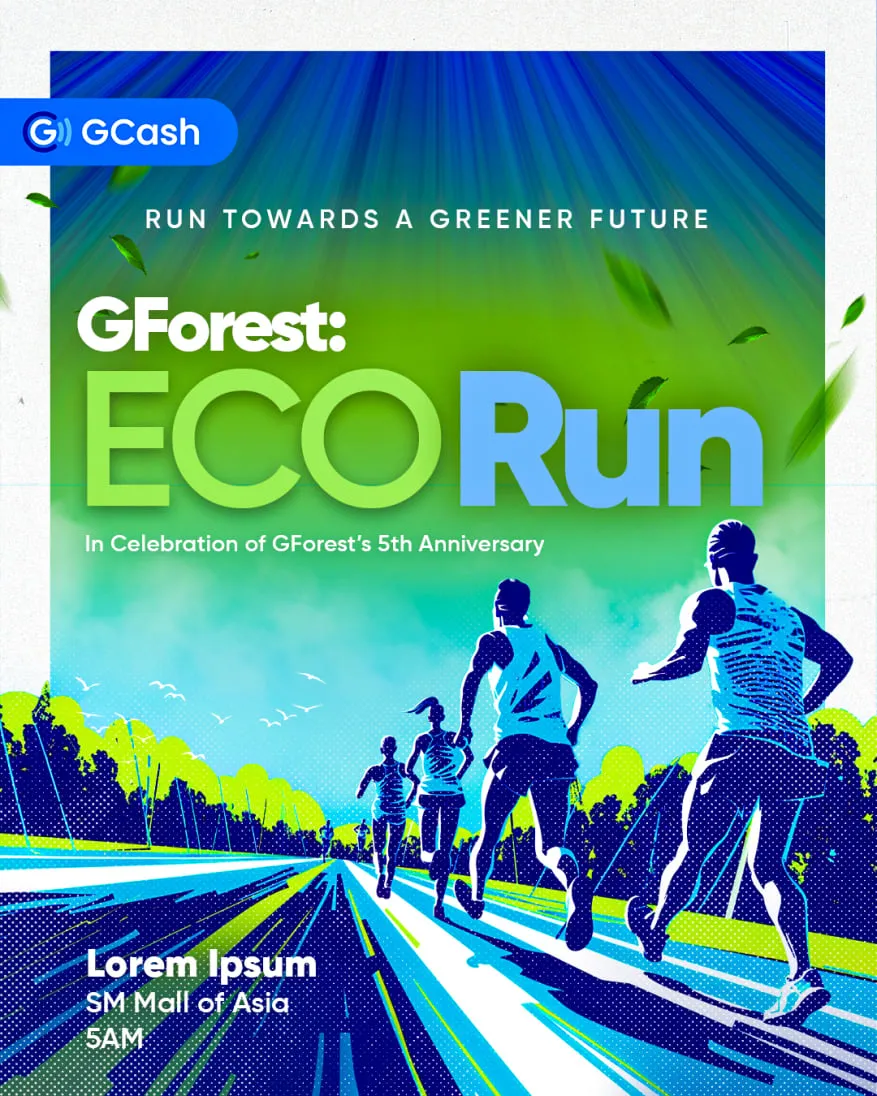 GCash
RUN TOWARDS A GREENER FUTURE
GForest:
ECO Run
In Celebration of GForest's 5th Anniversary
Lorem Ipsum
SM Mall of Asia
5AM